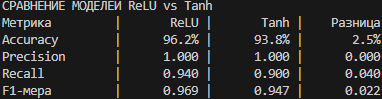 СРАВНЕНИЕ МОДЕЛЕЙ ReLU vs Tanh
Метрика | ReLU | Tanh | Разница
Accuracy | 96.2% | 93.8% | 2.5%
Precision | 1.000 | 1.000 | 0.000
Recall | 0.940 | 0.900 | 0.040
F1-мера | 0.969 | 0.947 | 0.022